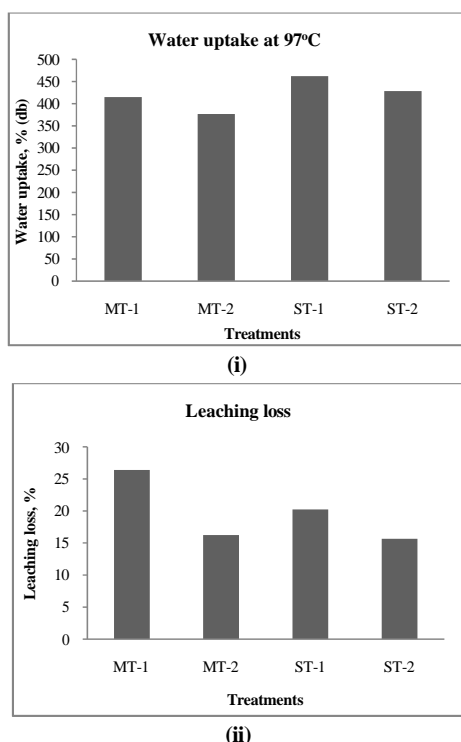 Water uptake at 97°C
Water uptake, % (db)
500
450
400
350
300
250
200
150
100
50
0
MT-1 MT-2 ST-1 ST-2
Treatments
(i)
Leaching loss
Leaching loss, %
30
25
20
15
10
5
0
MT-1 MT-2 ST-1 ST-2
Treatments
(ii)